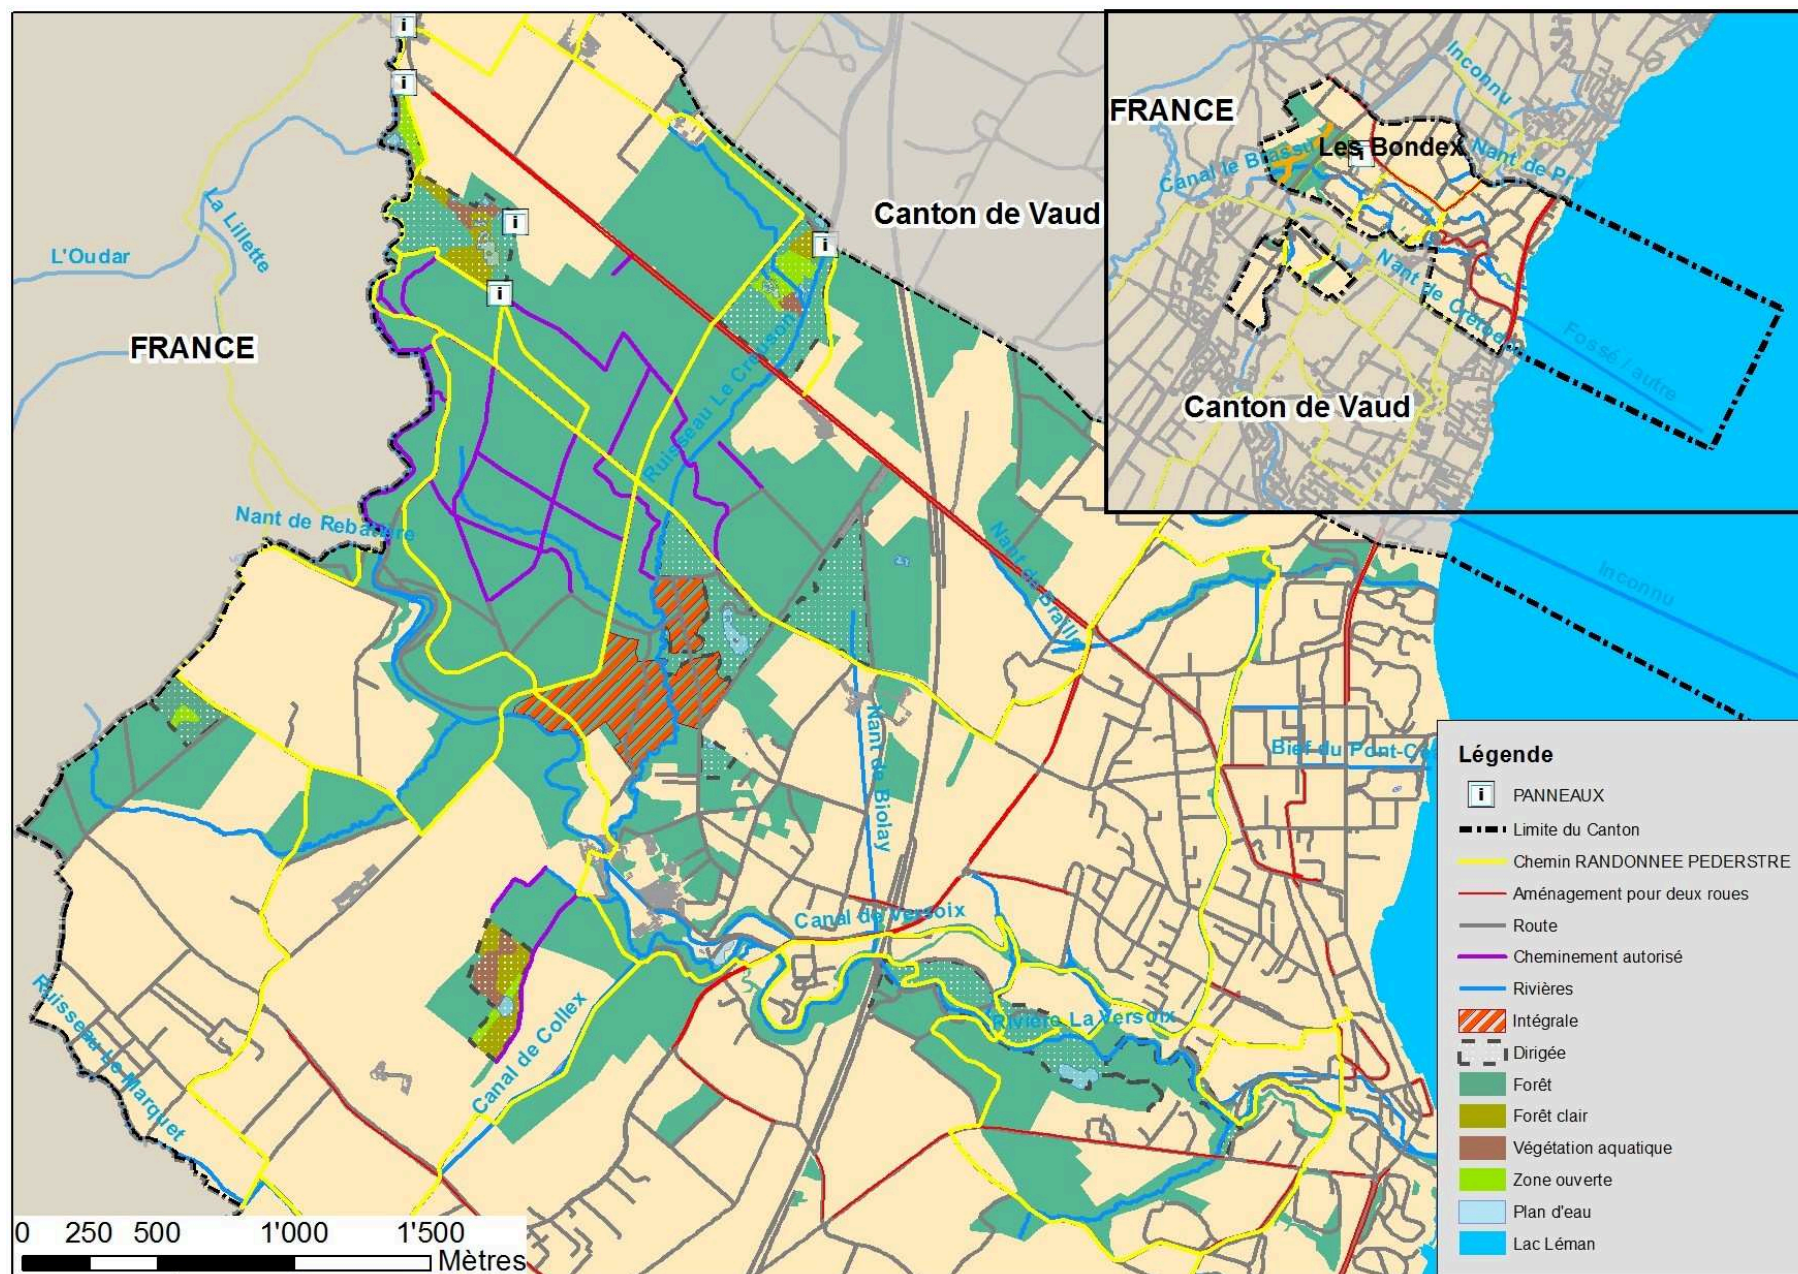 i
i
i
i
i
L'Oudar
La Lillette
FRANCE
Canton de Vaud
Ruisseau Le Creuson
Nant de Rebatière
Nant de Braille
Nant de Biolay
Bief du Pont-Ce
Canal de Versoix
Rivière La Versoix
Canal de Collex
Ruisseau Le Marquet
Inconnu
0 250 500 1'000 1'500
Mètres
FRANCE
Inconnu
Les Bondex
i
Canal le Brassu
Nant de Pri
Nant de
Fossé / autre
Canton de Vaud
Légende
i PANNEAUX
Limite du Canton
Chemin RANDONNEE PEDERSTRE
Aménagement pour deux roues
Route
Cheminement autorisé
Rivières
Intégrale
Dirigée
Forêt
Forêt clair
Végétation aquatique
Zone ouverte
Plan d'eau
Lac Léman